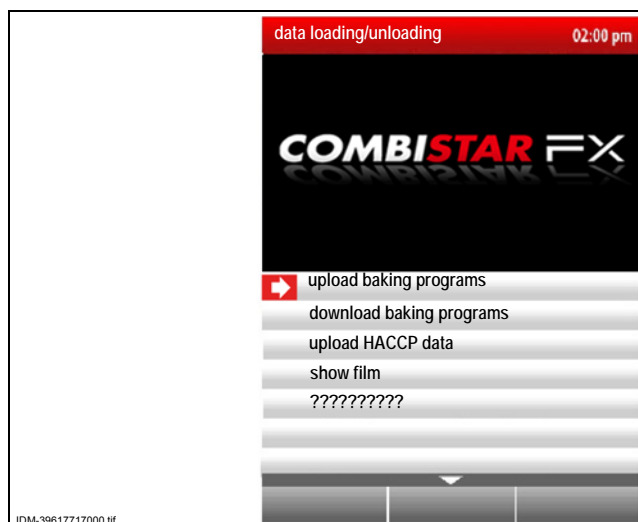 data loading/unloading 02:00 pm
COMBISTAR FX
upload baking programs
download baking programs
upload HACCP data
show film
??????????
IDM-39617717000.tif